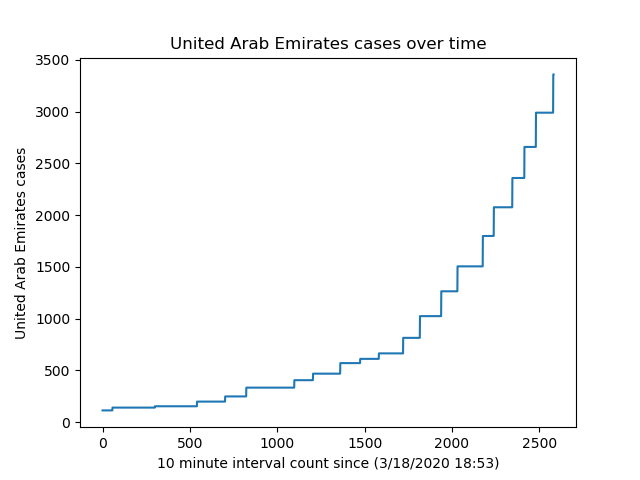 United Arab Emirates cases over time
3500
3000
2500
2000
1500
1000
500
0
United Arab Emirates cases
0 500 1000 1500 2000 2500
10 minute interval count since (3/18/2020 18:53)